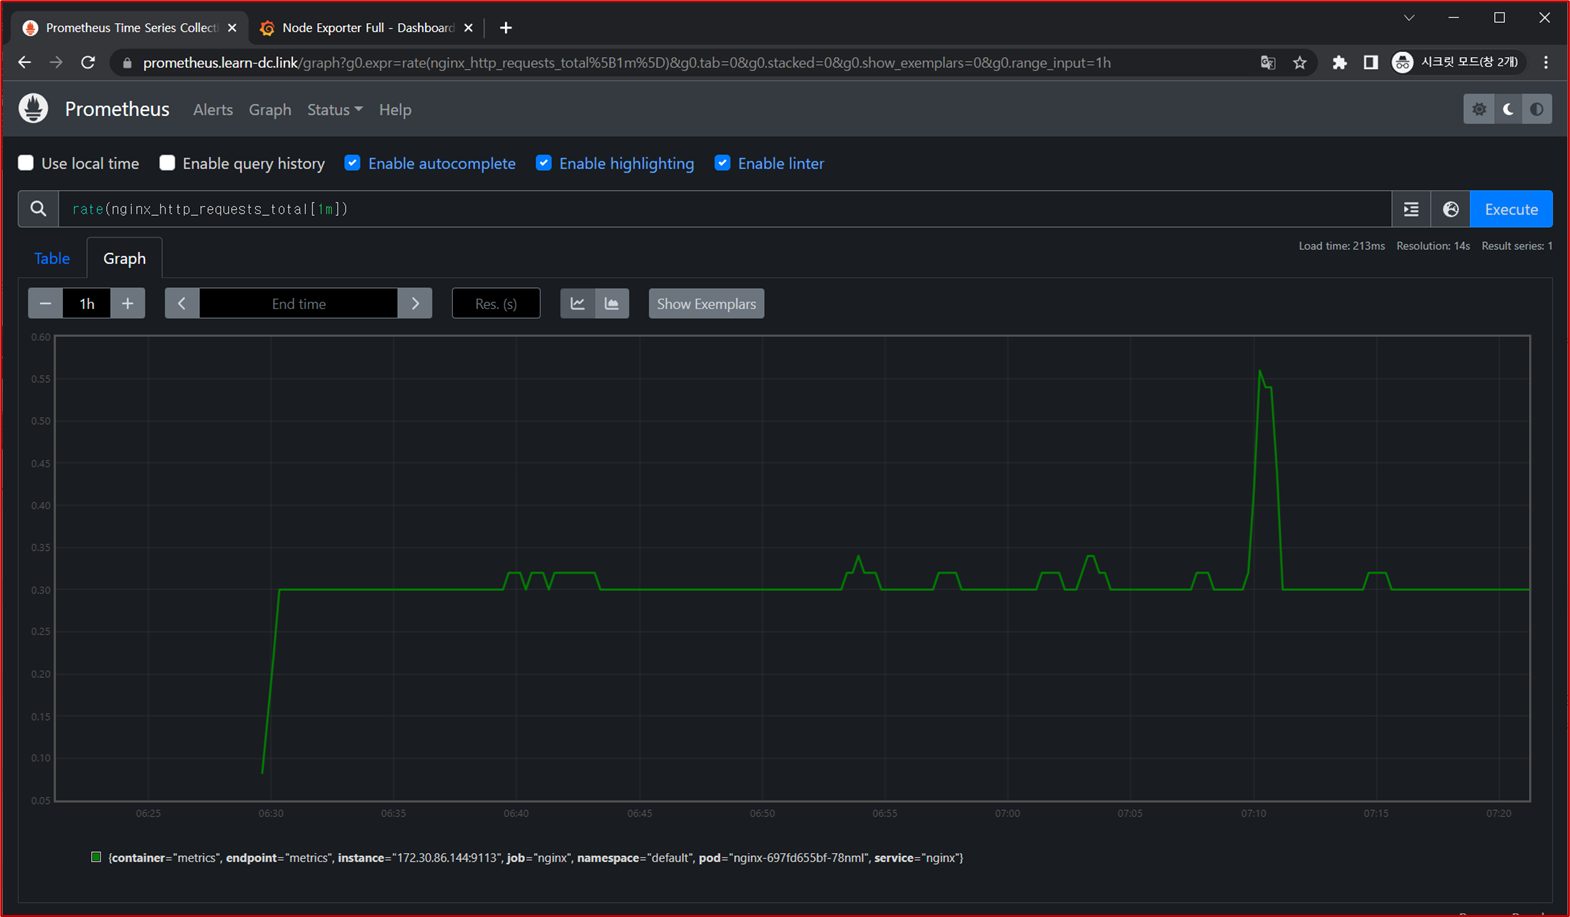 Prometheus Time Series Collecti
Node Exporter Full - Dashboard
prometheus.learn-dc.link/graph?g0.expr=rate(nginx_http_requests_total%5B1m%5D)&g0.tab=0&g0.stacked=0&g0.show_exemplars=0&g0.range_input=1h
시크릿 모드(창 2개)
Prometheus Alerts Graph Status Help
Use local time Enable query history Enable autocomplete Enable highlighting Enable linter
rate(nginx_http_requests_total[1m]) Execute
Load time: 213ms Resolution: 14s Result series: 1
Table Graph
1h End time Res. (s) Show Exemplars
0.60
0.55
0.50
0.45
0.40
0.35
0.30
0.25
0.20
0.15
0.10
0.05
06:25 06:30 06:35 06:40 06:45 06:50 06:55 07:00 07:05 07:10 07:15 07:20
{container="metrics", endpoint="metrics", instance="172.30.86.144:9113", job="nginx", namespace="default", pod="nginx-697fd655bf-78nml", service="nginx"}